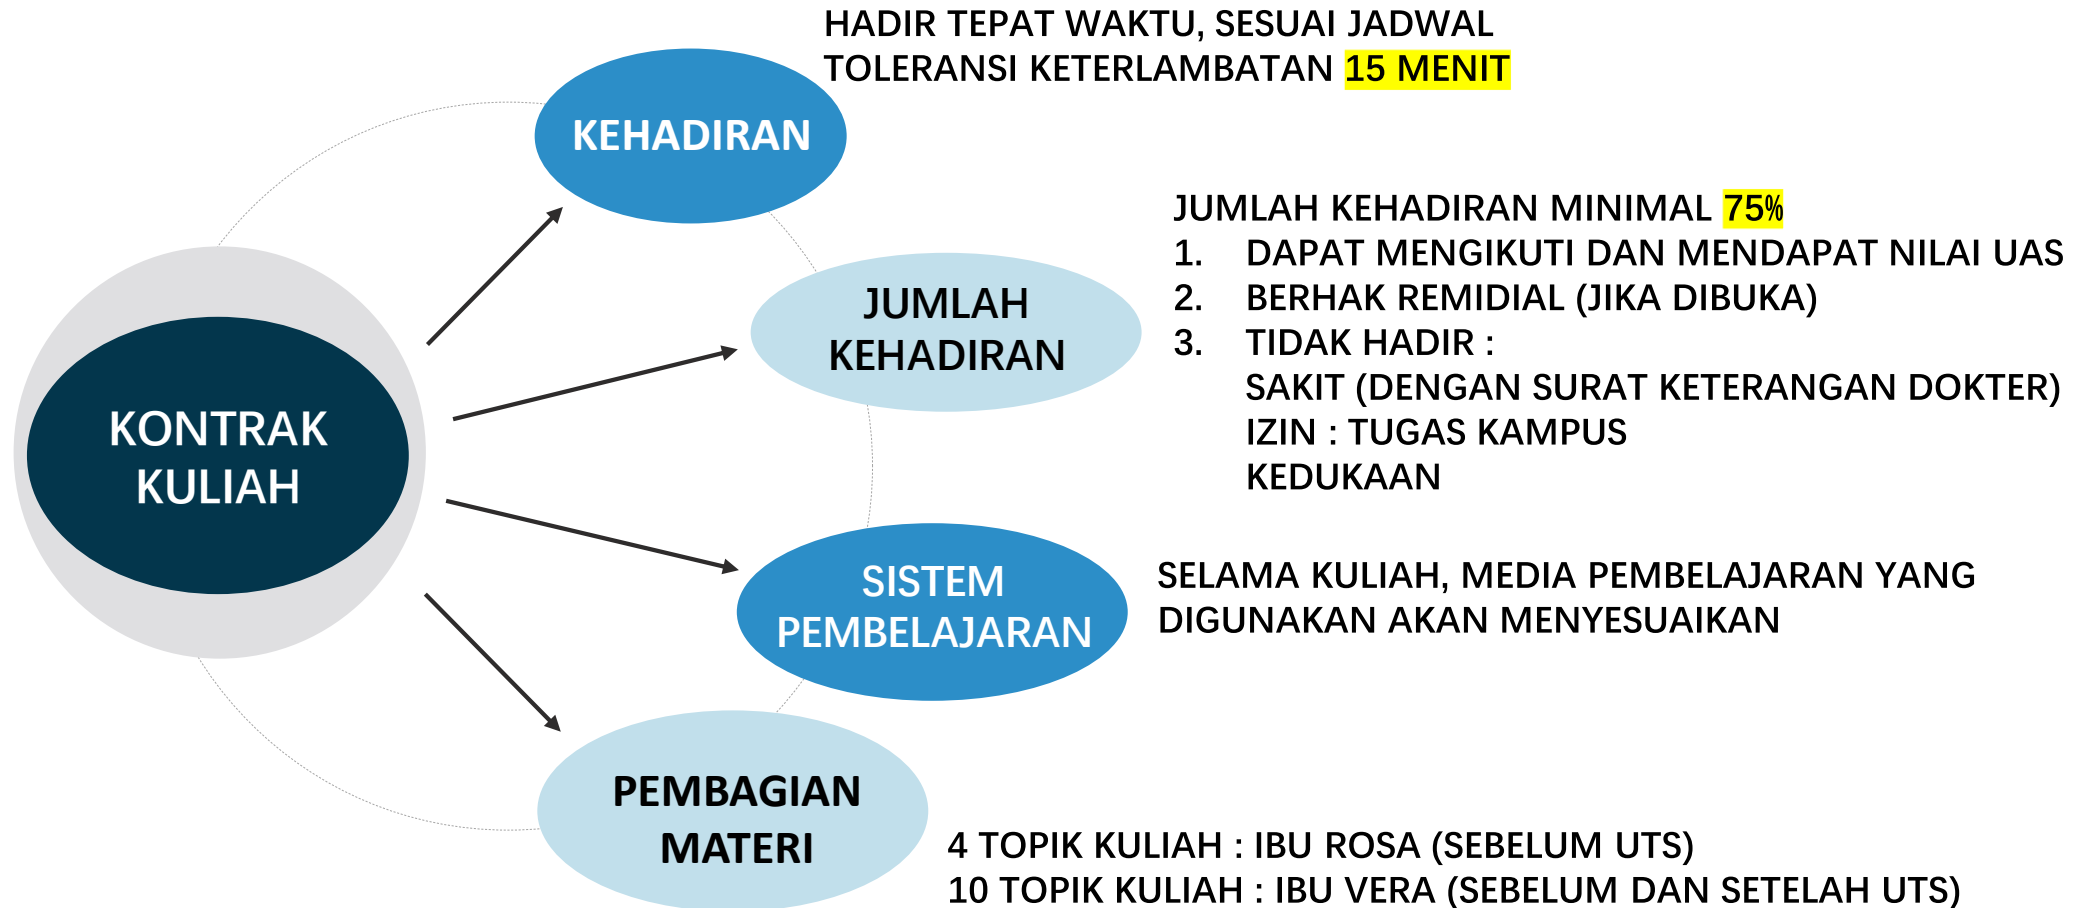 HADIR TEPAT WAKTU, SESUAI JADWAL
TOLERANSI KETERLAMBATAN 15 MENIT
KEHADIRAN
JUMLAH KEHADIRAN MINIMAL 75%
1. DAPAT MENGIKUTI DAN MENDAPAT NILAI UAS
2. BERHAK REMIDIAL (JIKA DIBUKA)
3. TIDAK HADIR :
SAKIT (DENGAN SURAT KETERANGAN DOKTER)
IZIN : TUGAS KAMPUS
KEDUKAAN
JUMLAH
KEHADIRAN
KONTRAK
KULIAH
SISTEM
PEMBELAJARAN
SELAMA KULIAH, MEDIA PEMBELAJARAN YANG
DIGUNAKAN AKAN MENYESUAIKAN
PEMBAGIAN
MATERI
4 TOPIK KULIAH : IBU ROSA (SEBELUM UTS)
10 TOPIK KULIAH : IBU VERA (SEBELUM DAN SETELAH UTS)